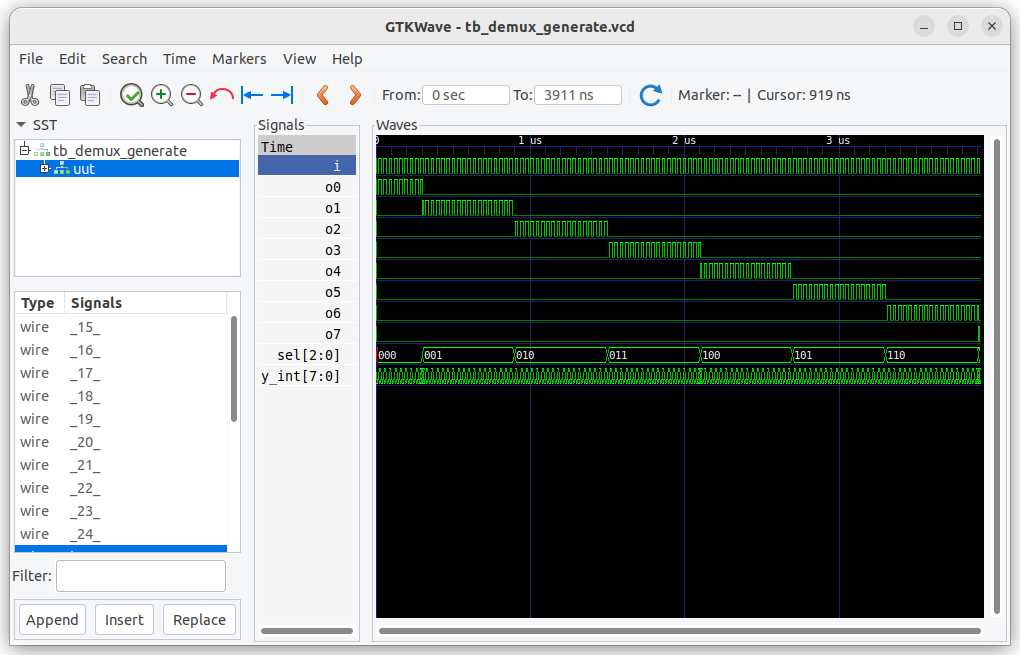 GTKWave - tb_demux_generate.vcd
File Edit Search Time Markers View Help
From: 0 sec To: 3911 ns Marker: -- | Cursor: 919 ns
SST
tb_demux_generate
uut
Type Signals
wire _15_
wire _16_
wire _17_
wire _18_
wire _19_
wire _20_
wire _21_
wire _22_
wire _23_
wire _24_
Filter:
Append Insert Replace
Signals
Time
i
o0
o1
o2
o3
o4
o5
o6
o7
sel[2:0]
y_int[7:0]
Waves
0 1 us 2 us 3 us
000 001 010 011 100 101 110